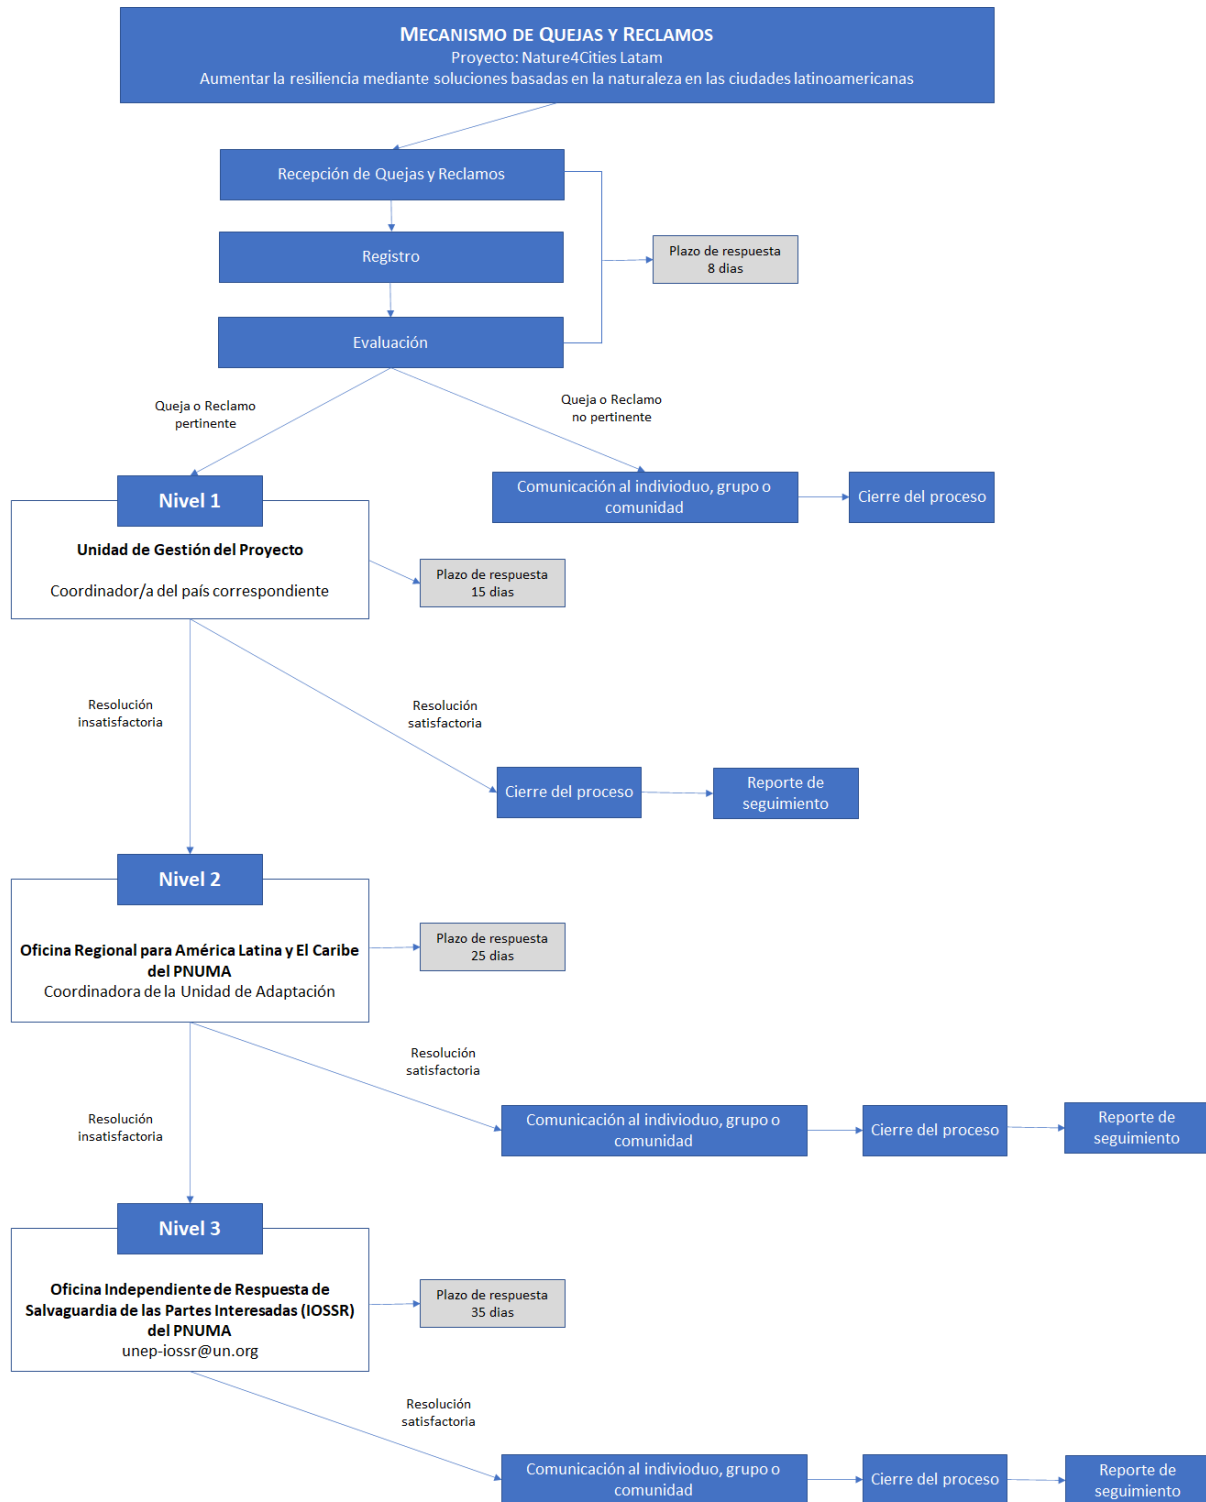 MECANISMO DE QUEJAS Y RECLAMOS
Proyecto: Nature4Cities Latam
Aumentar la resiliencia mediante soluciones basadas en la naturaleza en las ciudades latinoamericanas
Recepción de Quejas y Reclamos
Registro
Plazo de respuesta
8 dias
Evaluación
Queja o Reclamo
pertinente
Queja o Reclamo
no pertinente
Nivel 1
Comunicación al indivioduo, grupo o
comunidad
Cierre del proceso
Unidad de Gestión del Proyecto
Coordinador/a del país correspondiente
Plazo de respuesta
15 dias
Resolución
insatisfactoria
Resolución
satisfactoria
Cierre del proceso
Reporte de
seguimiento
Nivel 2
Oficina Regional para América Latina y El Caribe
del PNUMA
Coordinadora de la Unidad de Adaptación
Plazo de respuesta
25 dias
Resolución
satisfactoria
Resolución
insatisfactoria
Comunicación al indivioduo, grupo o
comunidad
Cierre del proceso
Reporte de
seguimiento
Nivel 3
Oficina Independiente de Respuesta de
Salvaguardia de las Partes Interesadas (IOSSR)
del PNUMA
unep-iossr@un.org
Plazo de respuesta
35 dias
Resolución
satisfactoria
Comunicación al indivioduo, grupo o
comunidad
Cierre del proceso
Reporte de
seguimiento